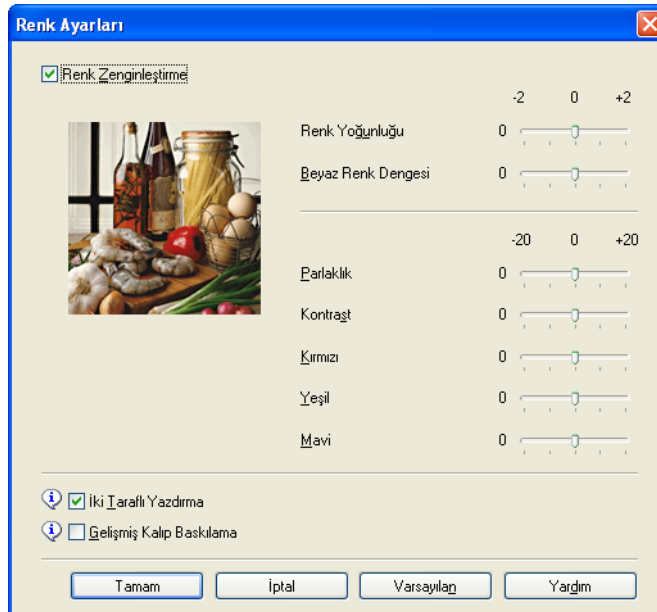 Renk Ayarları
Renk Zenginleştirme
-2 0 +2
Renk Yoğunluğu 0
Beyaz Renk Dengesi 0
-20 0 +20
Parlaklık 0
Kontrast 0
Kırmızı 0
Yeşil 0
Mavi 0
İki Taraflı Yazdırma
Gelişmiş Kalıp Baskılama
Tamam İptal Varsayılan Yardım